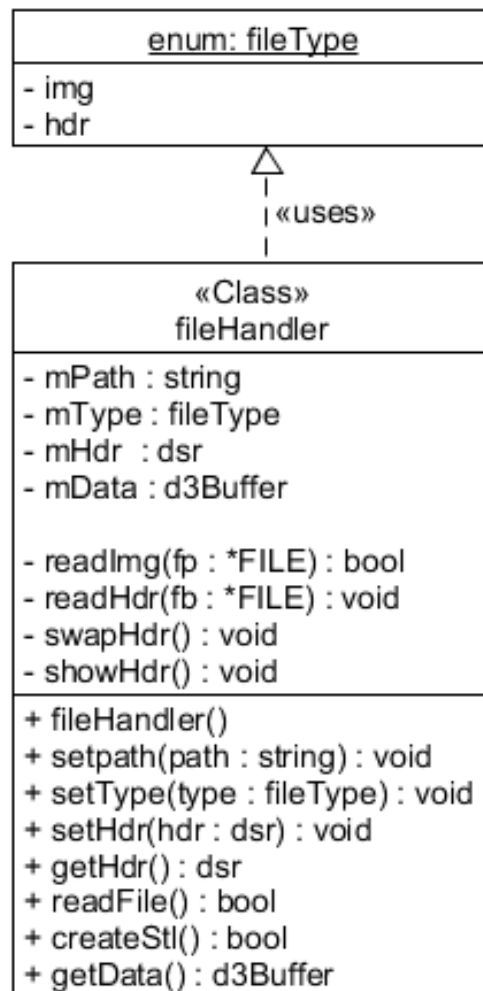 enum: fileType
- img
- hdr
«uses»
«Class»
fileHandler
- mPath : string
- mType : fileType
- mHdr : dsr
- mData : d3Buffer
- readImg(fp : *FILE) : bool
- readHdr(fb : *FILE) : void
- swapHdr() : void
- showHdr() : void
+ fileHandler()
+ setpath(path : string) : void
+ setType(type : fileType) : void
+ setHdr(hdr : dsr) : void
+ getHdr() : dsr
+ readFile() : bool
+ createStl() : bool
+ getData() : d3Buffer